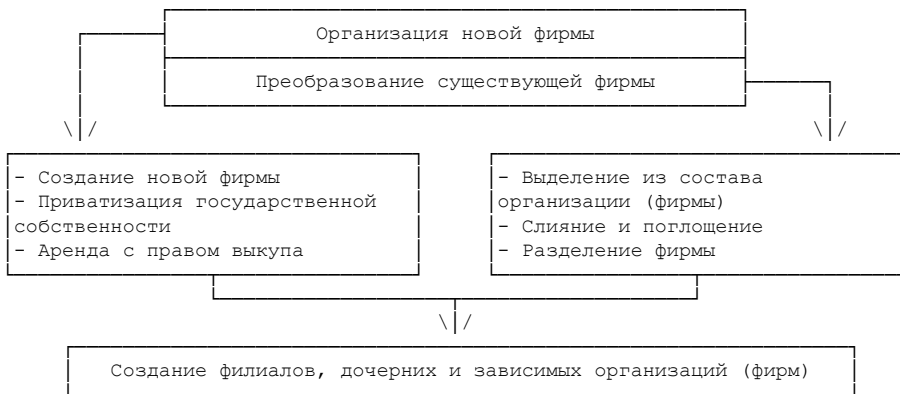 Организация новой фирмы
Преобразование существующей фирмы
- Создание новой фирмы
- Приватизация государственной
собственности
- Аренда с правом выкупа
- Выделение из состава
организации (фирмы)
- Слияние и поглощение
- Разделение фирмы
Создание филиалов, дочерних и зависимых организаций (фирм)